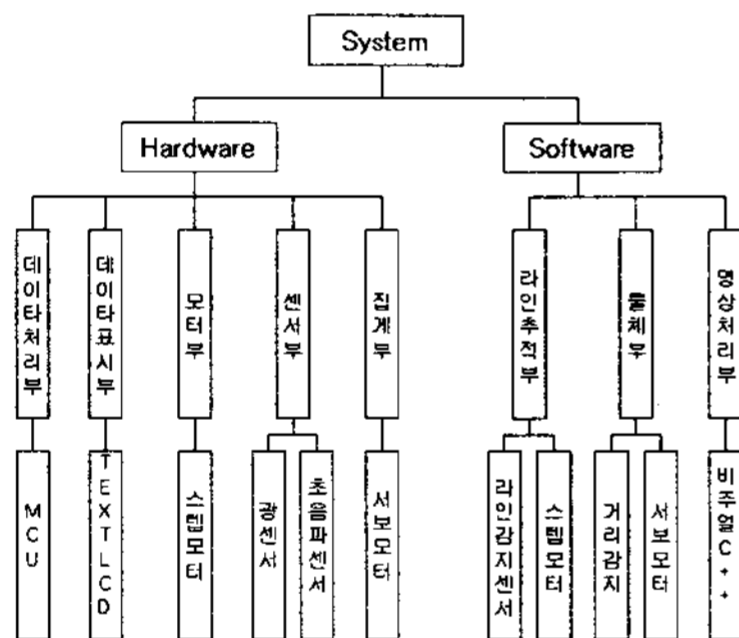 System
Hardware
Software
데이타처리부
데이타표시부
모터부
센서부
집게부
라인추적부
물체부
영상처리부
MCU
TEXTLCD
스텝모터
광센서
초음파센서
서보모터
라인감지센서
스텝모터
거리감지
서보모터
비주얼C++